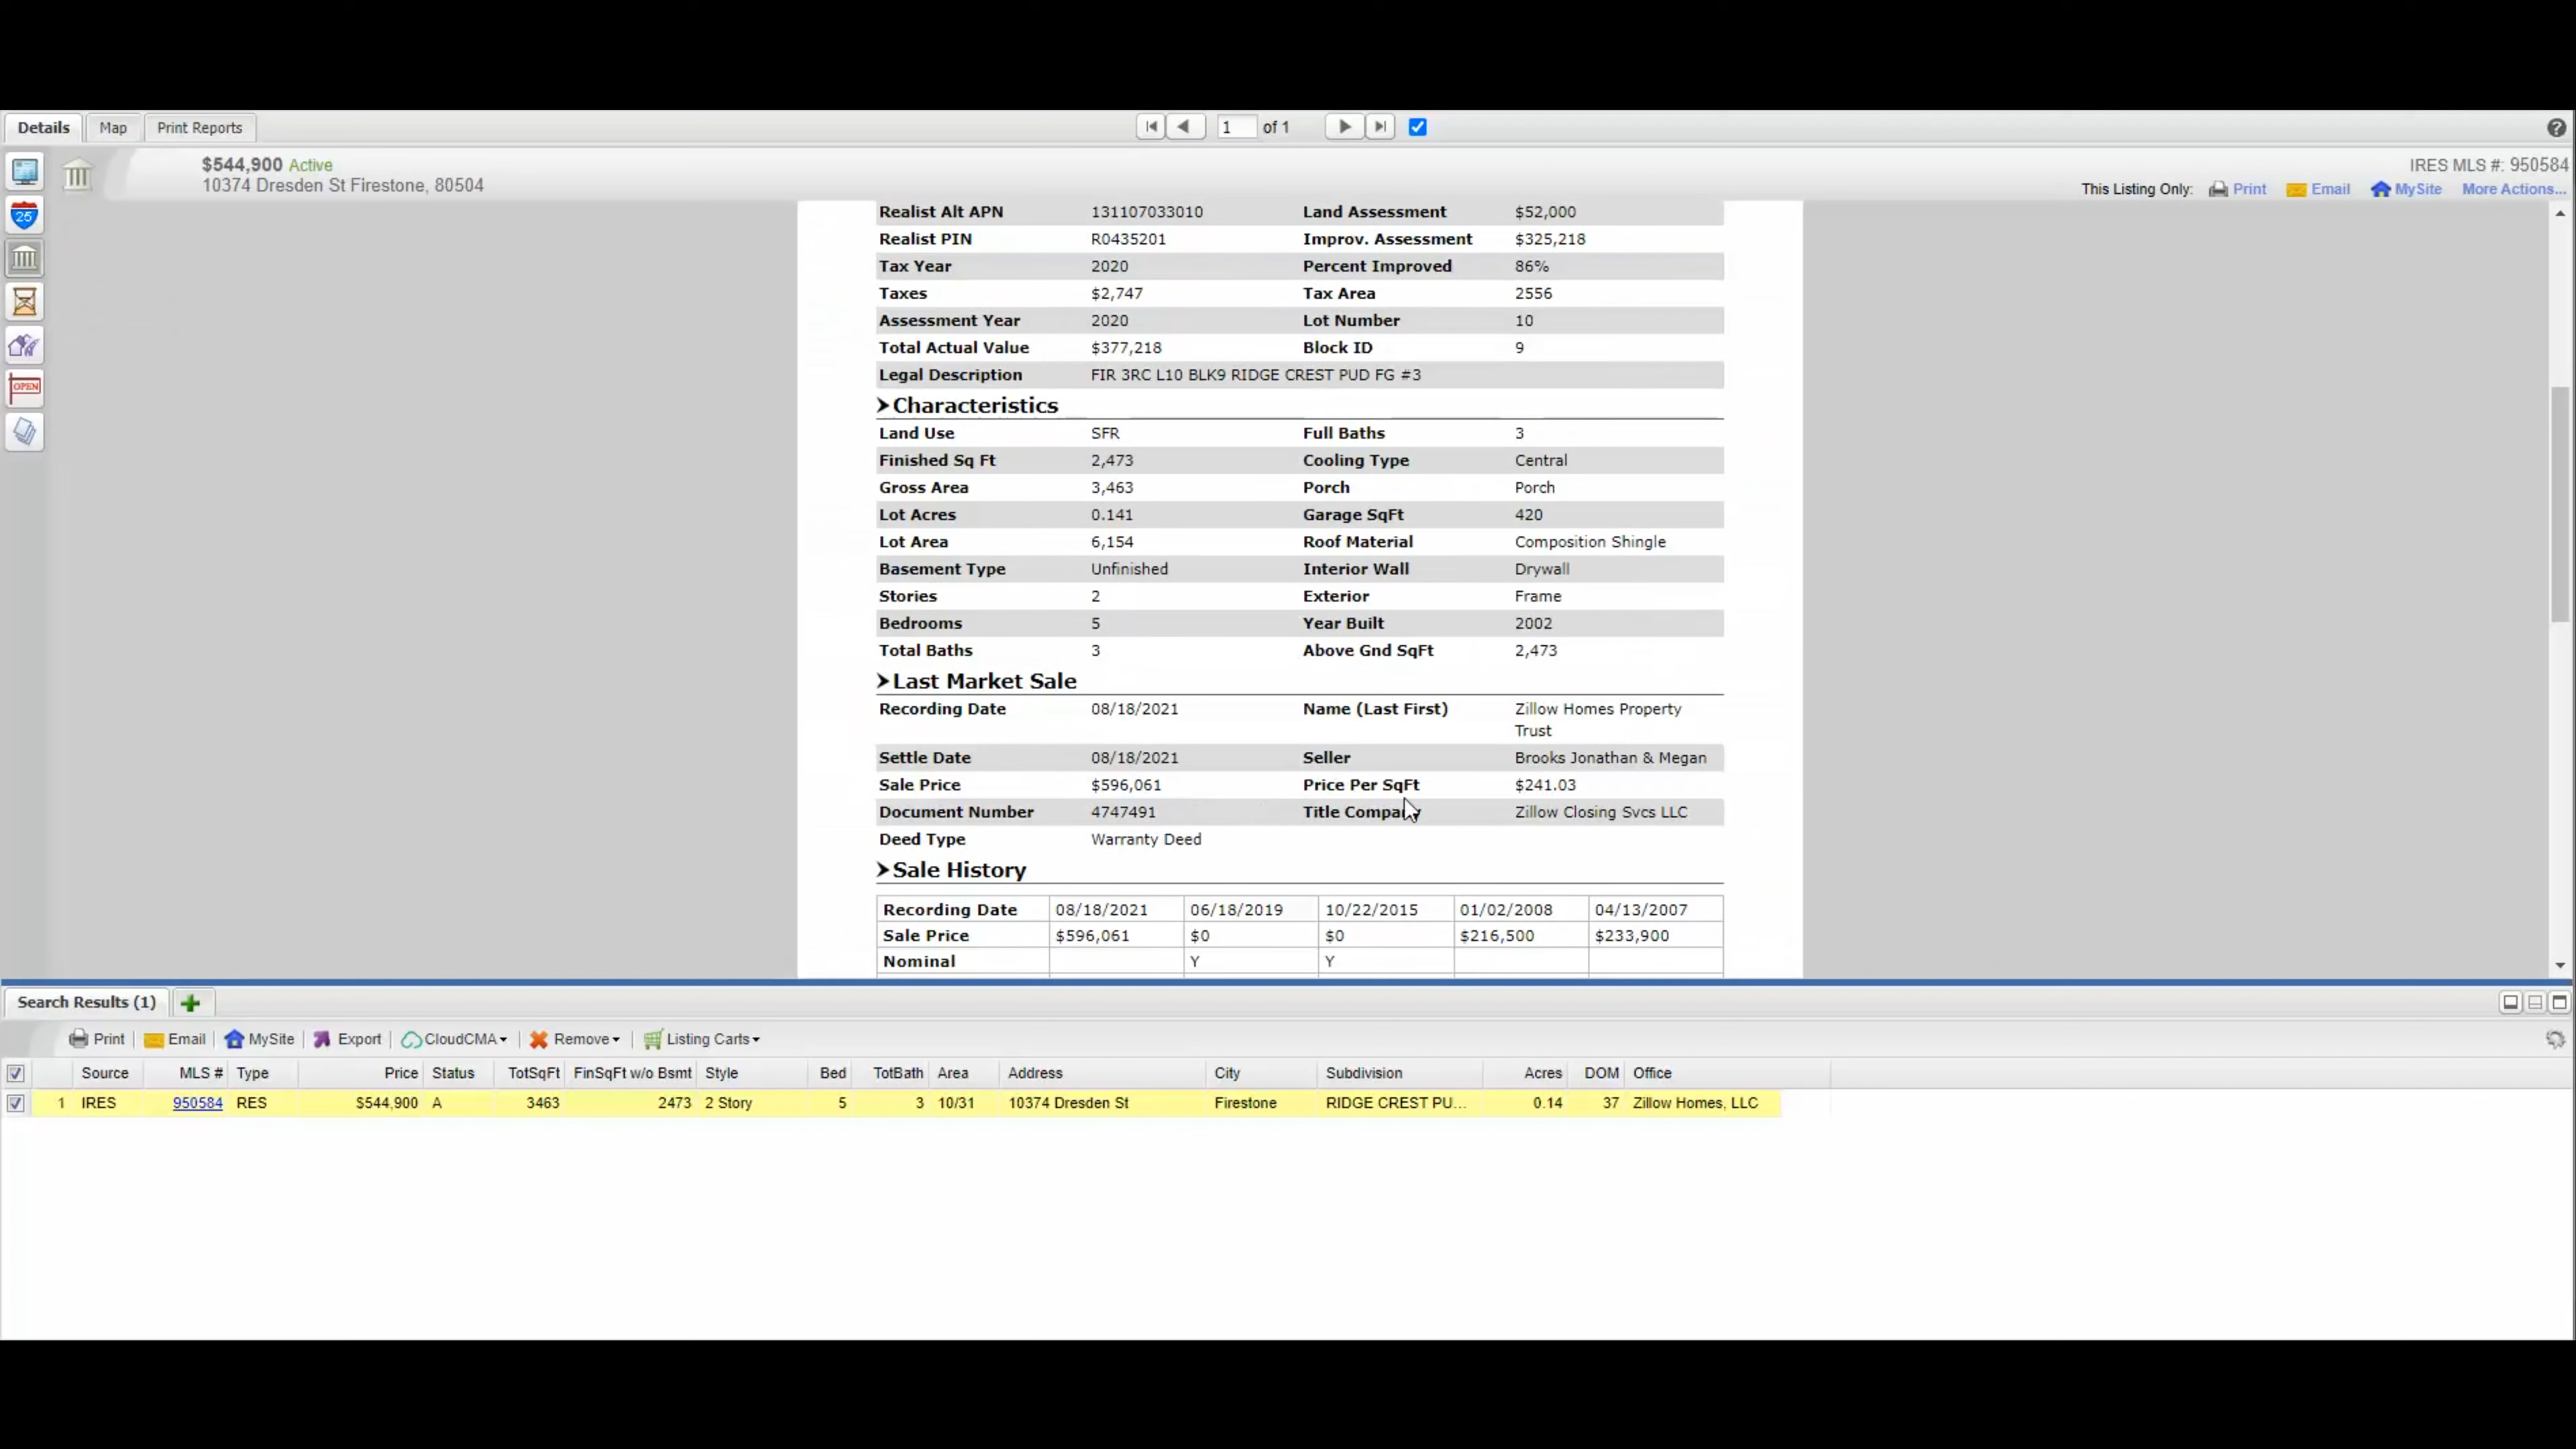 Details Map Print Reports 1 of 1
$544,900 Active
10374 Dresden St Firestone, 80504
IRES MLS #: 950584
This Listing Only: Print Email MySite More Actions...
25
OPEN
Realist Alt APN 131107033010 Land Assessment $52,000
Realist PIN R0435201 Improv. Assessment $325,218
Tax Year 2020 Percent Improved 86%
Taxes $2,747 Tax Area 2556
Assessment Year 2020 Lot Number 10
Total Actual Value $377,218 Block ID 9
Legal Description FIR 3RC L10 BLK9 RIDGE CREST PUD FG #3
Characteristics
Land Use SFR Full Baths 3
Finished Sq Ft 2,473 Cooling Type Central
Gross Area 3,463 Porch Porch
Lot Acres 0.141 Garage SqFt 420
Lot Area 6,154 Roof Material Composition Shingle
Basement Type Unfinished Interior Wall Drywall
Stories 2 Exterior Frame
Bedrooms 5 Year Built 2002
Total Baths 3 Above Gnd SqFt 2,473
Last Market Sale
Recording Date 08/18/2021 Name (Last First) Zillow Homes Property
Trust
Settle Date 08/18/2021 Seller Brooks Jonathan & Megan
Sale Price $596,061 Price Per SqFt $241.03
Document Number 4747491 Title Company Zillow Closing Svcs LLC
Deed Type Warranty Deed
Sale History
Recording Date 08/18/2021 06/18/2019 10/22/2015 01/02/2008 04/13/2007
Sale Price $596,061 $0 $0 $216,500 $233,900
Nominal Y Y
Search Results (1)
Print Email MySite Export CloudCMA Remove Listing Carts
Source MLS # Type Price Status TotSqFt FinSqFt w/o Bsmt Style Bed TotBath Area Address City Subdivision Acres DOM Office
1 IRES 950584 RES $544,900 A 3463 2473 2 Story 5 3 10/31 10374 Dresden St Firestone RIDGE CREST PU... 0.14 37 Zillow Homes, LLC